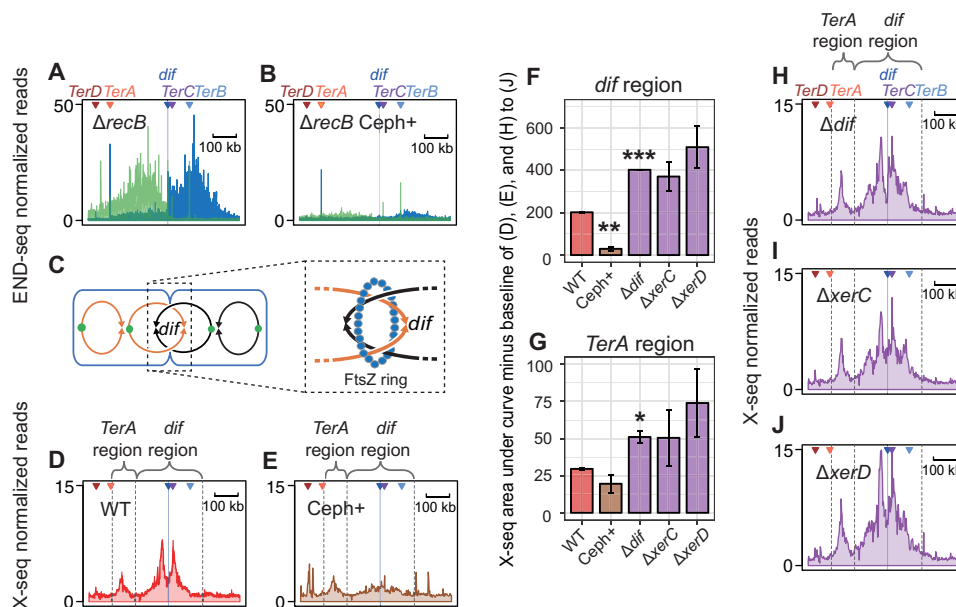 A
dif
TerD TerA TerC TerB
50
ΔrecB
100 kb
0
END-seq normalized reads
B
dif
TerD TerA TerC TerB
50
ΔrecB Ceph+
100 kb
0
C
dif
dif
FtsZ ring
X-seq normalized reads
D
TerA region
dif region
15
WT
100 kb
0
E
TerA region
dif region
15
Ceph+
100 kb
0
X-seq area under curve minus baseline of (D), (E), and (H) to (J)
F
dif region
600
400
200
0
**
***
WT
Ceph+
Δdif
ΔxerC
ΔxerD
G
TerA region
100
75
50
25
0
*
WT
Ceph+
Δdif
ΔxerC
ΔxerD
X-seq normalized reads
TerA region
dif region
H
dif
TerD TerA TerC TerB
15
Δdif
100 kb
0
I
15
ΔxerC
100 kb
0
J
15
ΔxerD
100 kb
0